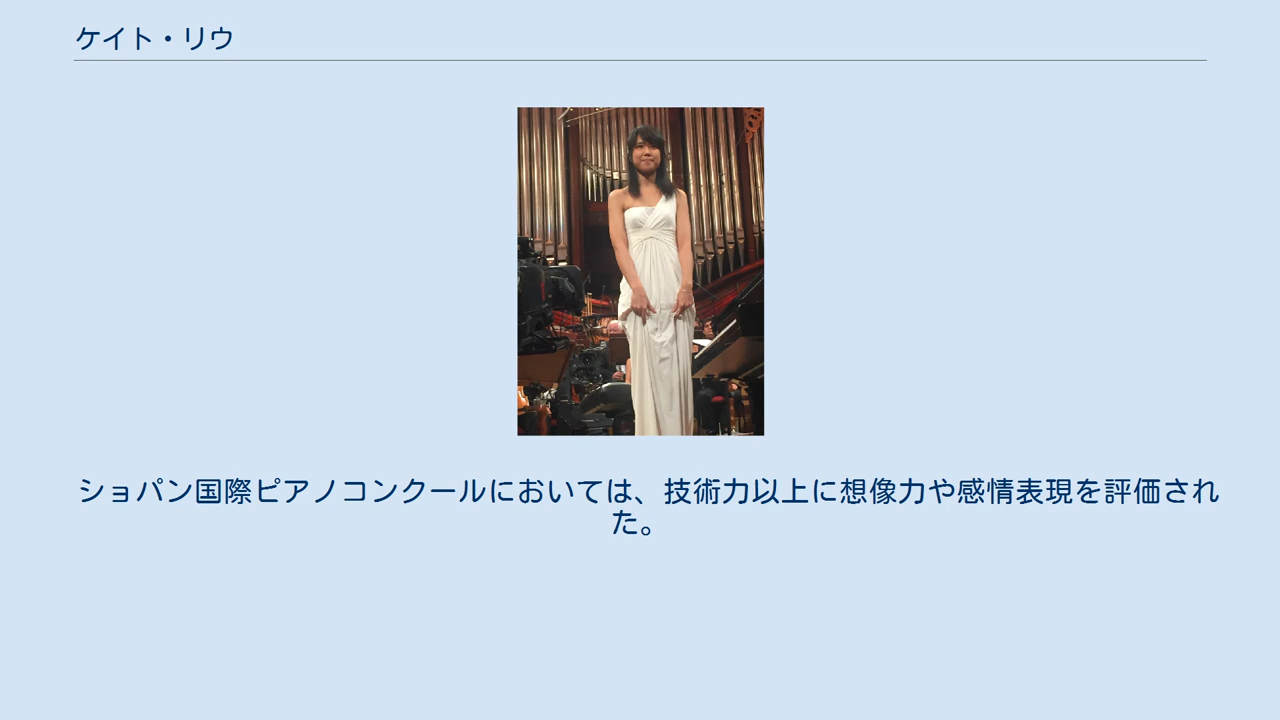 ケイト・リウ
ショパン国際ピアノコンクールにおいては、技術力以上に想像力や感情表現を評価され
た。